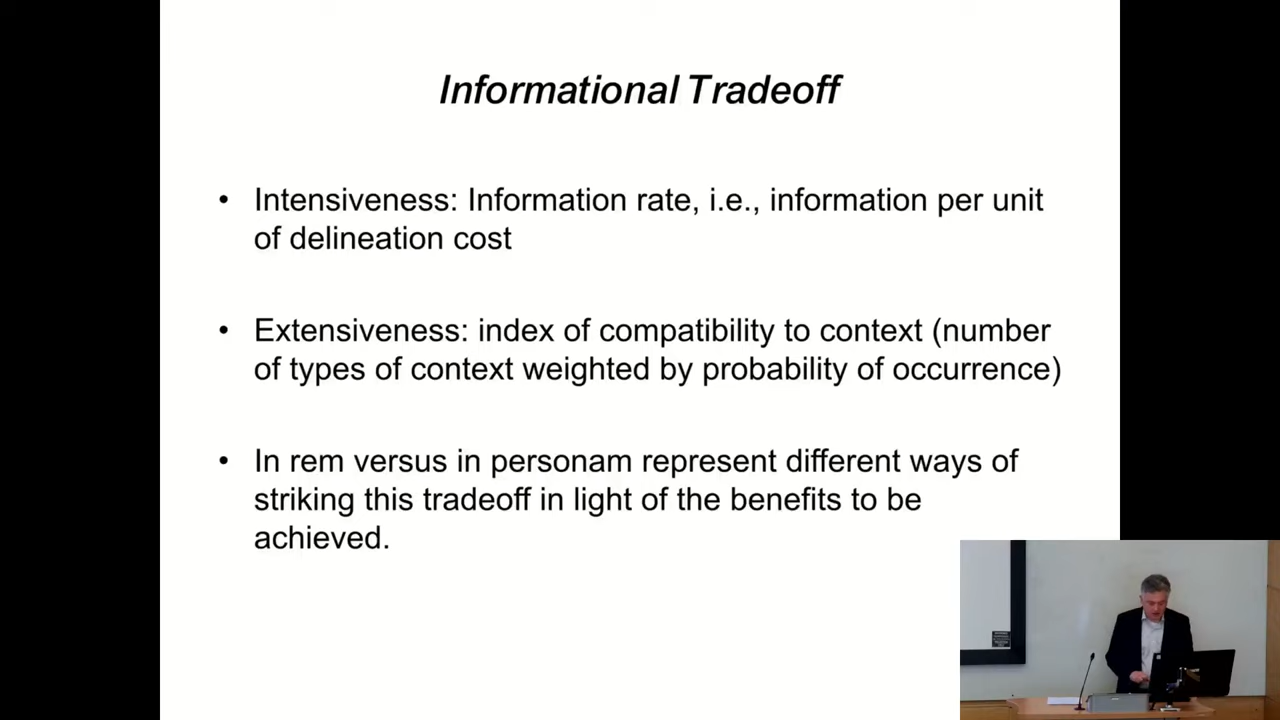 Informational Tradeoff
• Intensiveness: Information rate, i.e., information per unit
of delineation cost
• Extensiveness: index of compatibility to context (number
of types of context weighted by probability of occurrence)
• In rem versus in personam represent different ways of
striking this tradeoff in light of the benefits to be
achieved.